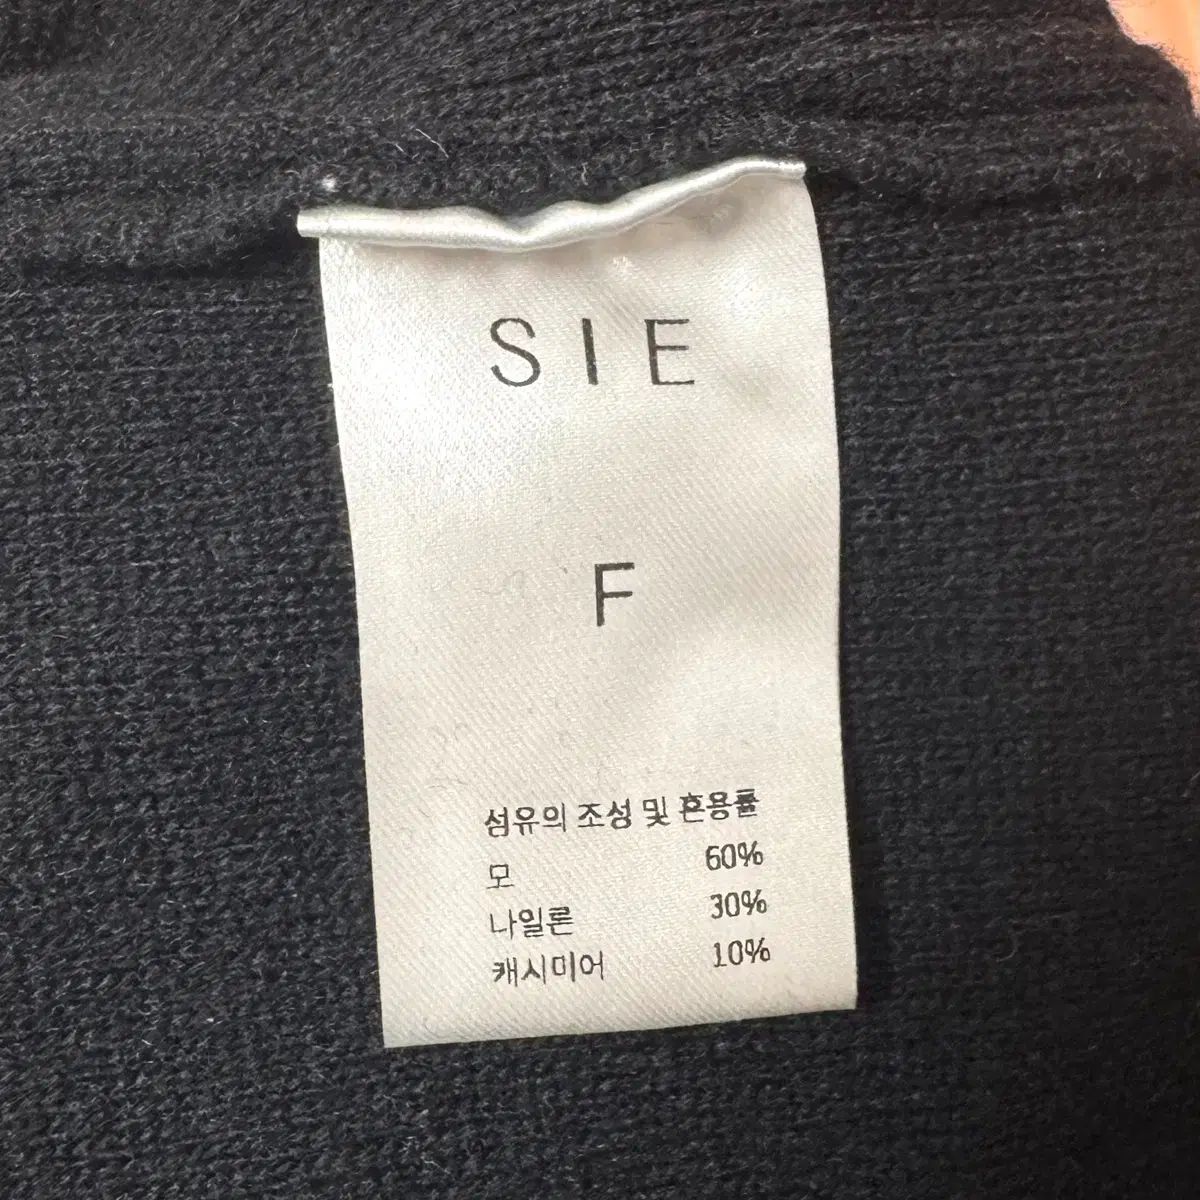 SIE
F
섬유의 조성 및 혼용률
모 60%
나일론 30%
캐시미어 10%